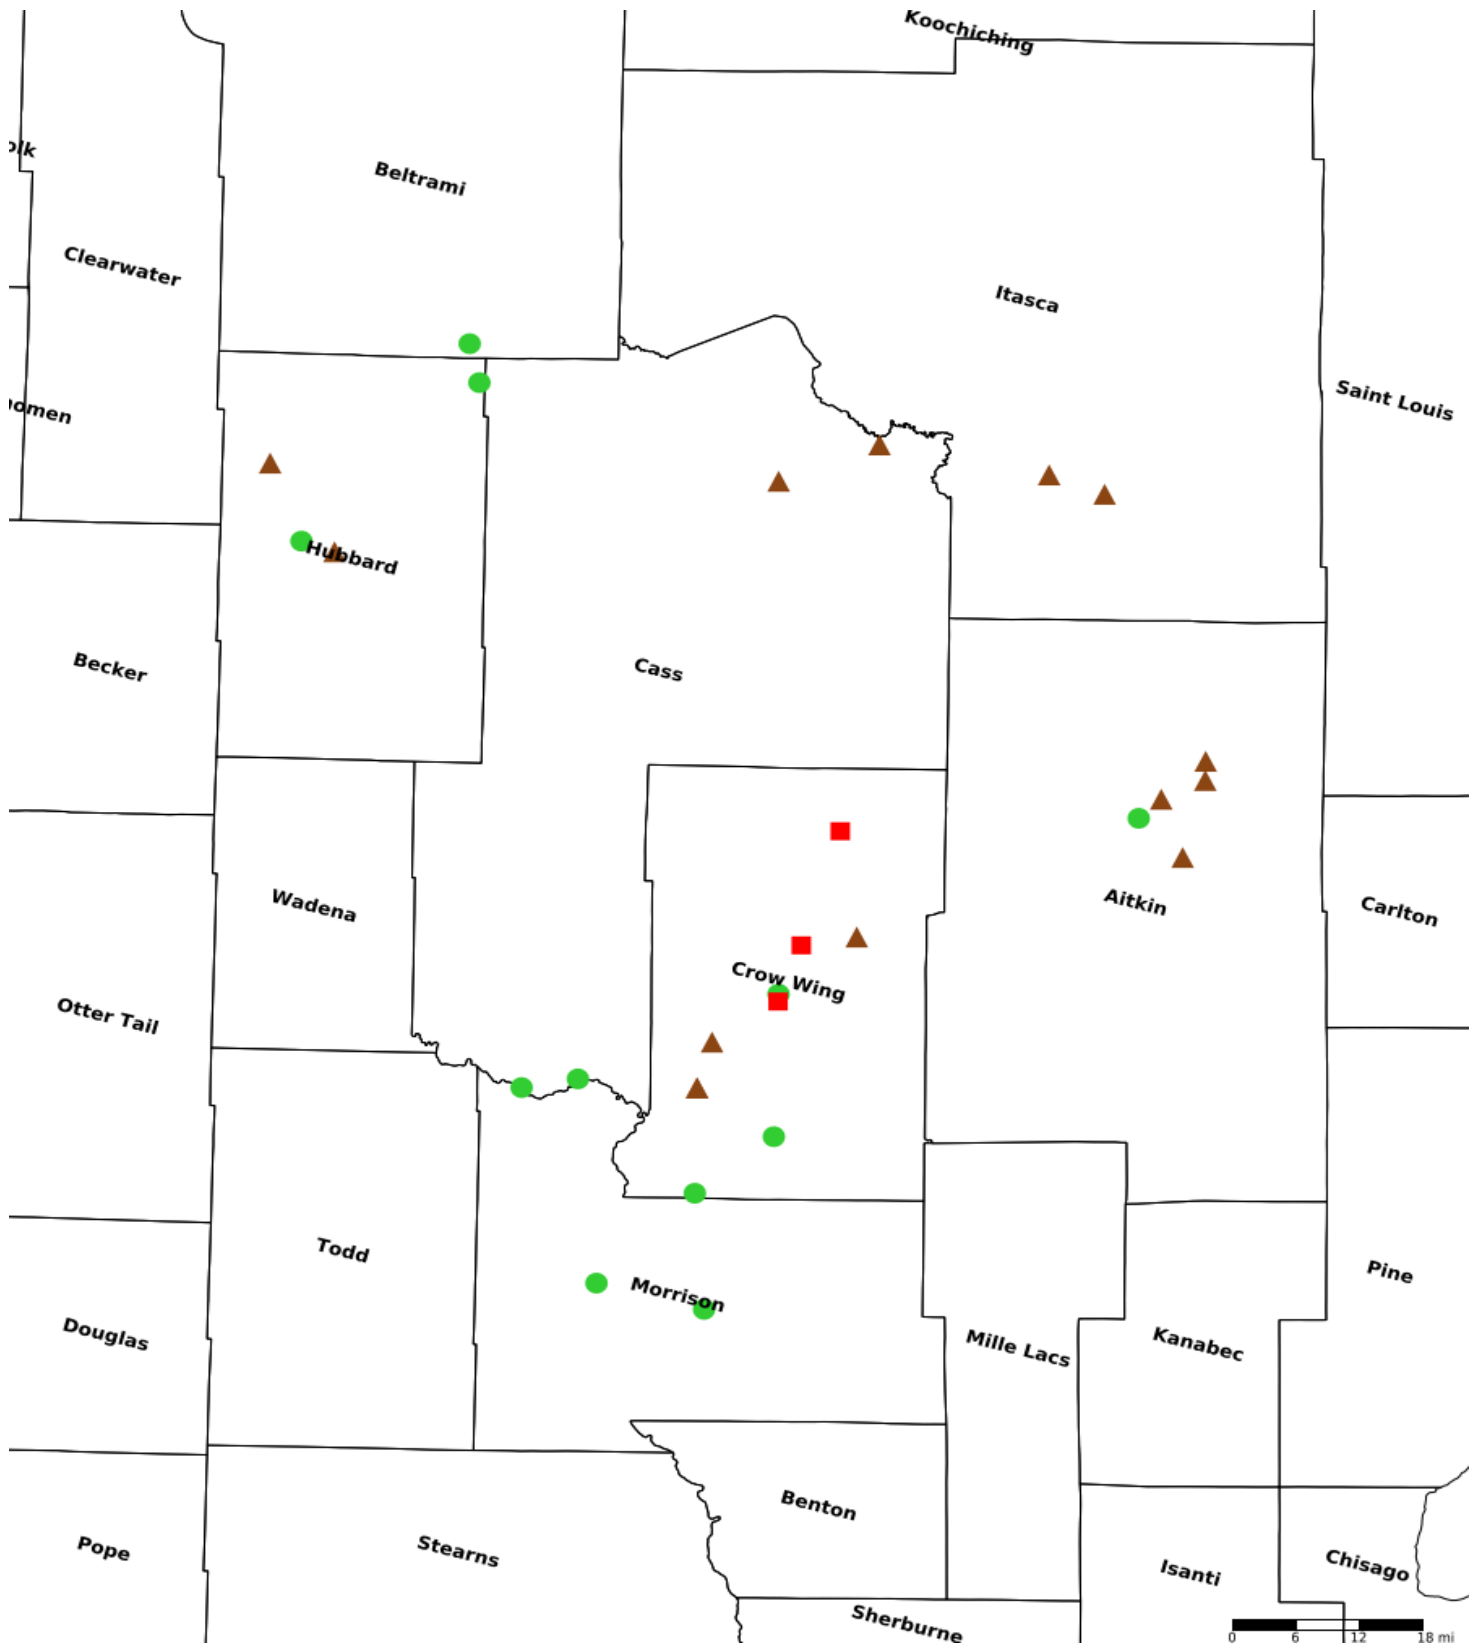 Koochiching
olk
Beltrami
Clearwater
Itasca
Saint Louis
omen
Hubbard
Becker
Cass
Wadena
Aitkin
Carlton
Crow Wing
Otter Tail
Todd
Pine
Morrison
Douglas
Mille Lacs
Kanabec
Benton
Pope
Stearns
Isanti
Chisago
Sherburne
0 6 12 18 mi